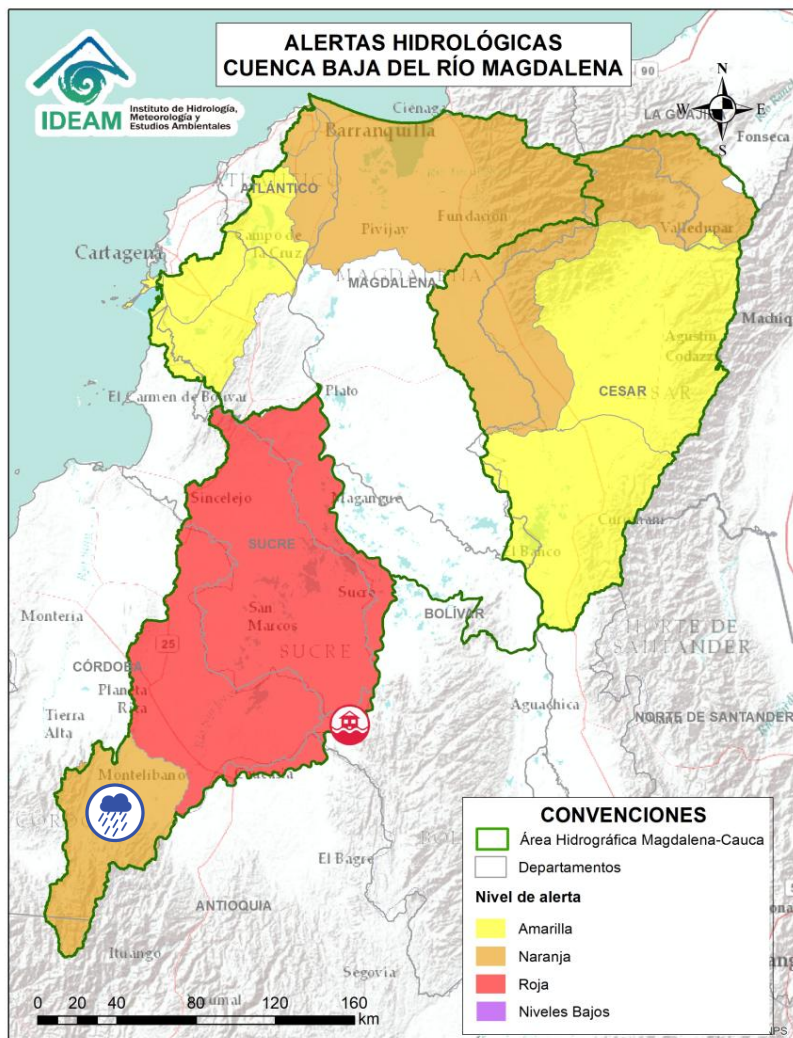 ALERTAS HIDROLÓGICAS
CUENCA BAJA DEL RÍO MAGDALENA
IDEAM
Instituto de Hidrología,
Meteorología y
Estudios Ambientales
90
N
W
E
S
Ciénaga
LA GUAJIRA
Fonseca
Barranquilla
ATLÁNTICO
Cartagena
Campo de
la Cruz
Pivijay
Fundación
Valledupar
MAGDALENA
MAGDALENA
Machiq
Agustín
Codazzi
CESAR
El Carmen de Bolívar
Plato
Sincelejo
Magangue
SUCRE
El Banco
Sucre
San
Marcos
BOLÍVAR
Montería
25
SUCRE
NORTE DE
SANTANDER
CÓRDOBA
Planeta
Rica
Tierra
Alta
Aguachica
NORTE DE SANTANDER
Montelíbano
Caucasia
El Bagre
ANTIOQUIA
Ituango
Segovia
CONVENCIONES
Área Hidrográfica Magdalena-Cauca
Departamentos
Nivel de alerta
Amarilla
Naranja
Roja
Niveles Bajos
0 20 40 80 120 160
km